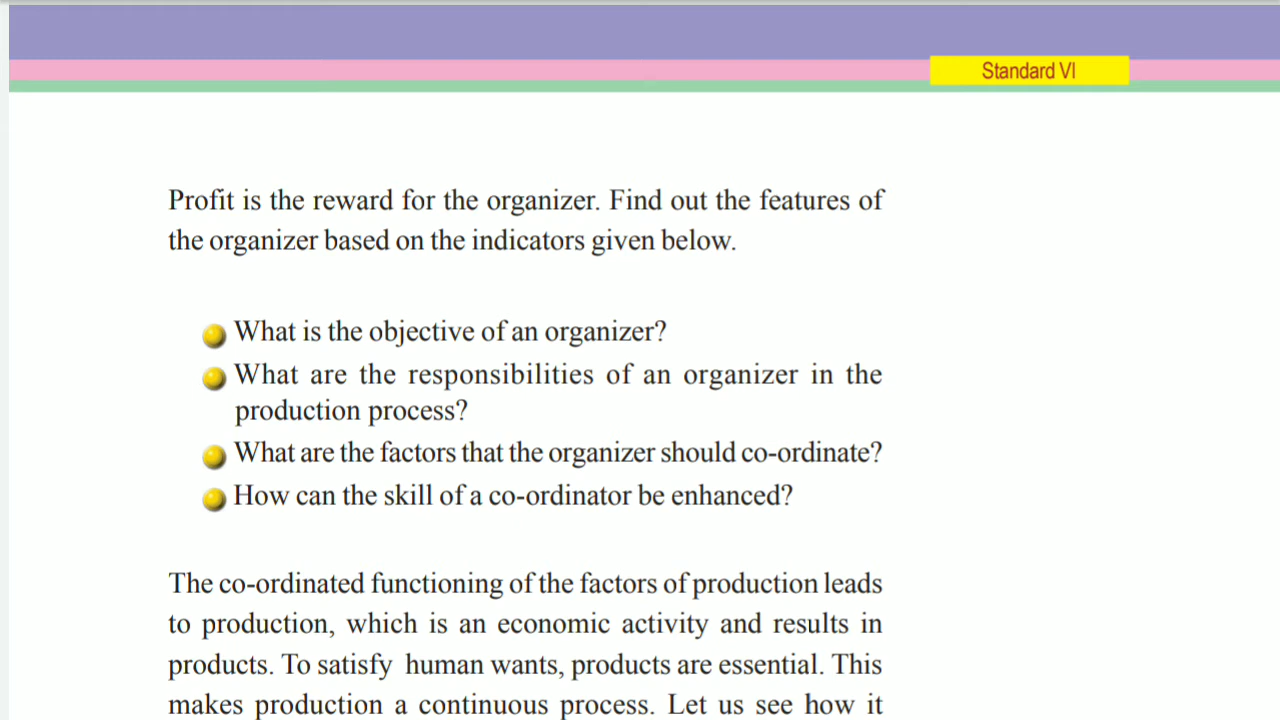 Standard VI
Profit is the reward for the organizer. Find out the features of
the organizer based on the indicators given below.
What is the objective of an organizer?
What are the responsibilities of an organizer in the
production process?
What are the factors that the organizer should co-ordinate?
How can the skill of a co-ordinator be enhanced?
The co-ordinated functioning of the factors of production leads
to production, which is an economic activity and results in
products. To satisfy human wants, products are essential. This
makes production a continuous process. Let us see how it